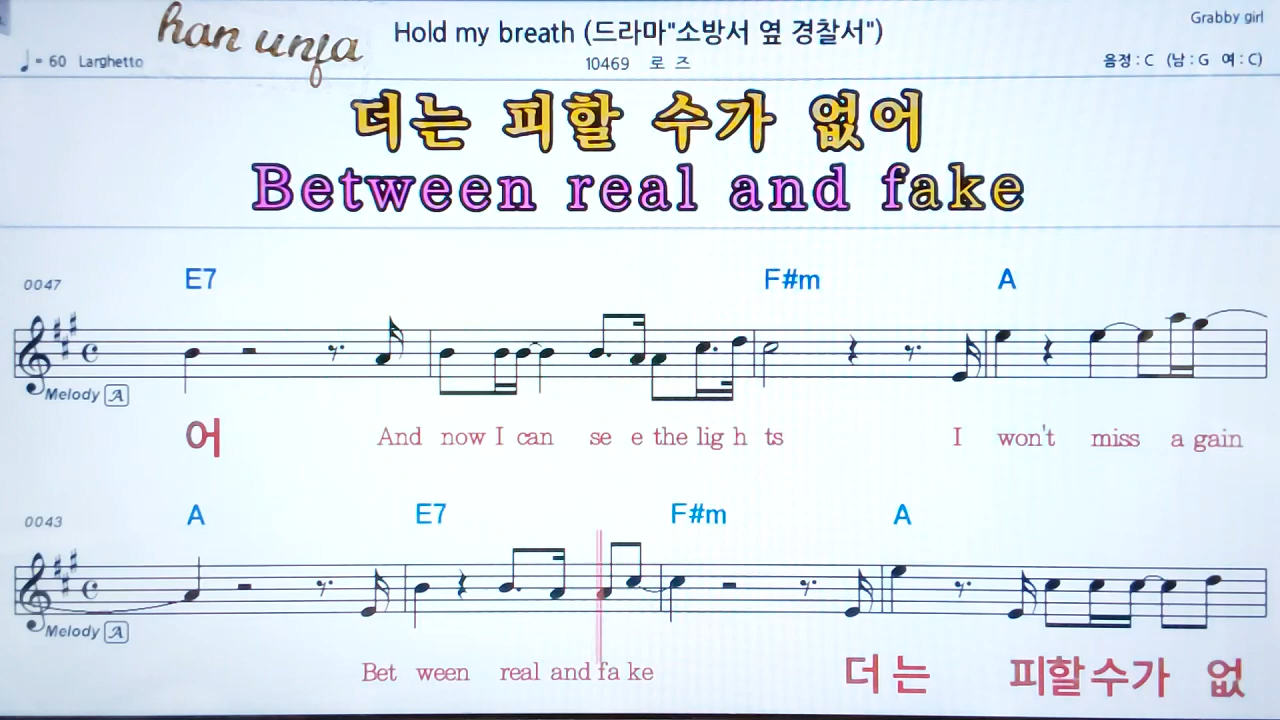 han unja
Hold my breath (드라마"소방서 옆 경찰서")
Grabby girl
♩= 60 Larghetto
10469 로 즈
음정 : C (남 : G 여 : C)
더는 피할 수가 없어
Between real and fake
0047 E7 F#m A
Melody A
어 And now I can se e the lig h ts I won't miss a gain
0043 A E7 F#m A
Melody A
Bet ween real and fa ke 더 는 피할수가 없